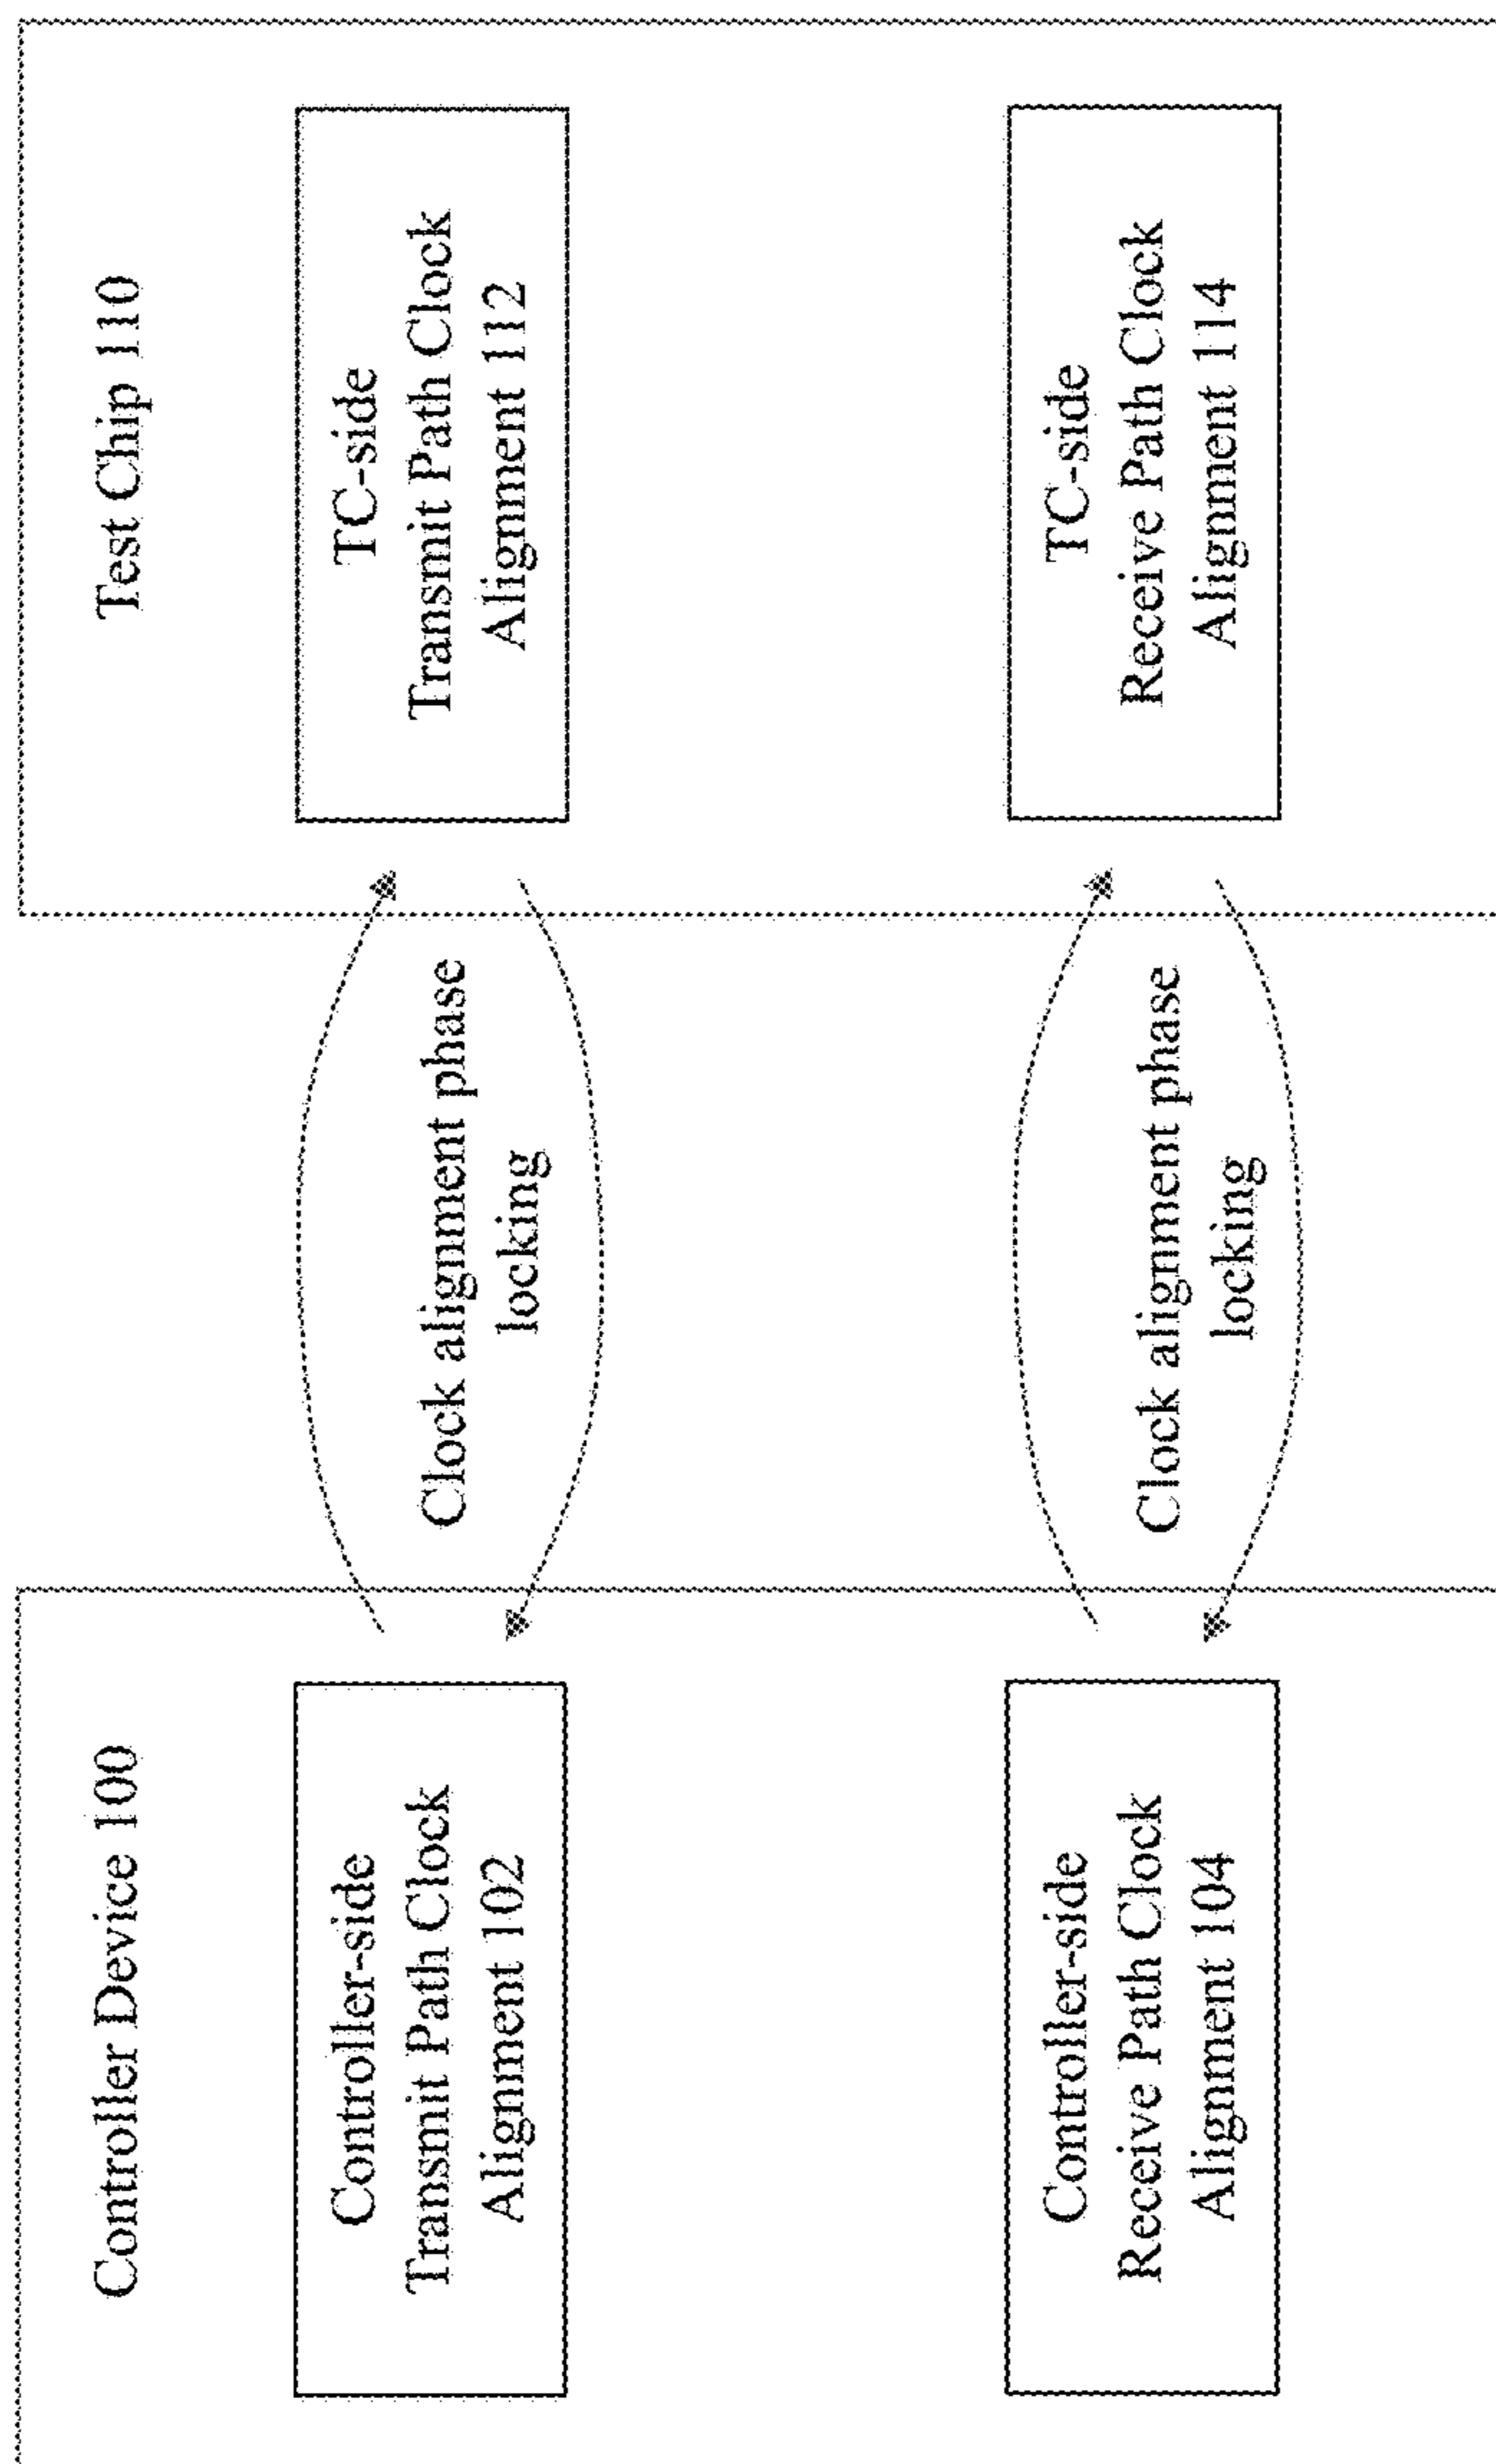 Controller Device 100
Controller-side
Transmit Path Clock
Alignment 102
Controller-side
Receive Path Clock
Alignment 104
Clock alignment phase
locking
Clock alignment phase
locking
Test Chip 110
TC-side
Transmit Path Clock
Alignment 112
TC-side
Receive Path Clock
Alignment 114